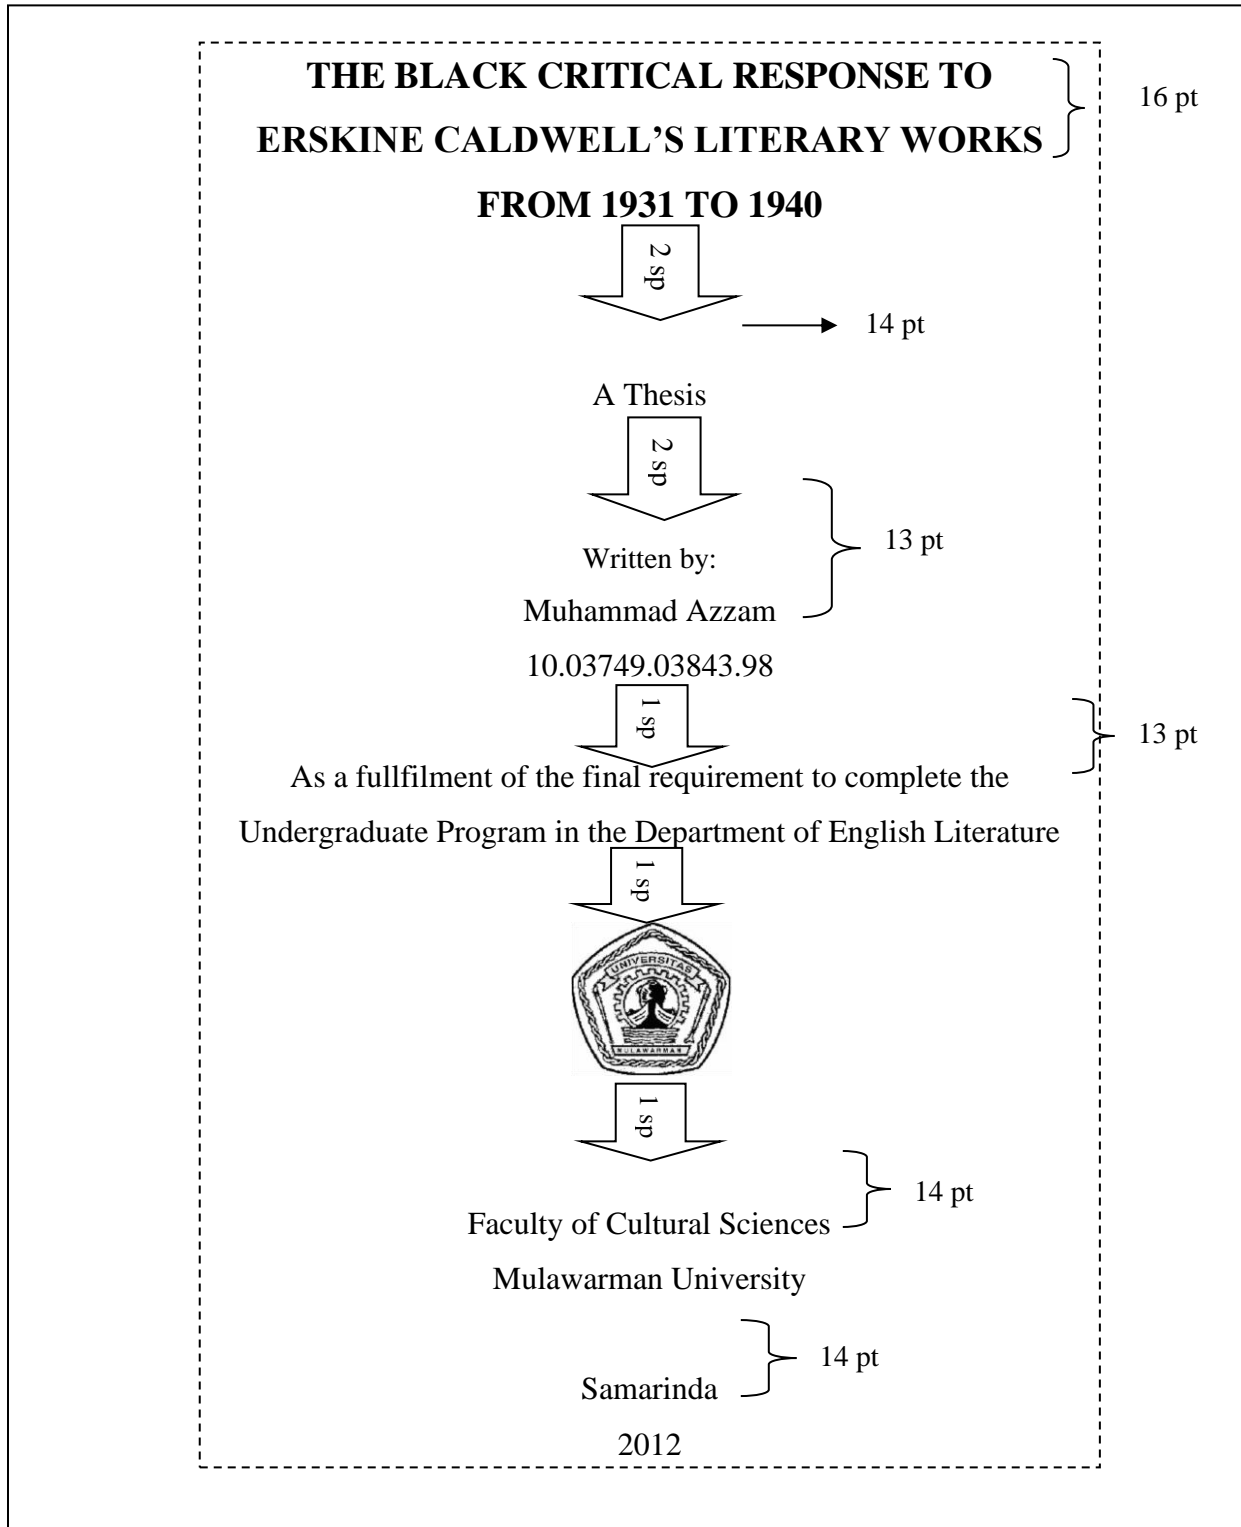 THE BLACK CRITICAL RESPONSE TO
16 pt
ERSKINE CALDWELL’S LITERARY WORKS
FROM 1931 TO 1940
2 sp
14 pt
A Thesis
2 sp
13 pt
Written by:
Muhammad Azzam
10.03749.03843.98
1 sp
13 pt
As a fullfilment of the final requirement to complete the
Undergraduate Program in the Department of English Literature
1 sp
UNIVERSITAS
MULAWARMAN
1 sp
14 pt
Faculty of Cultural Sciences
Mulawarman University
14 pt
Samarinda
2012